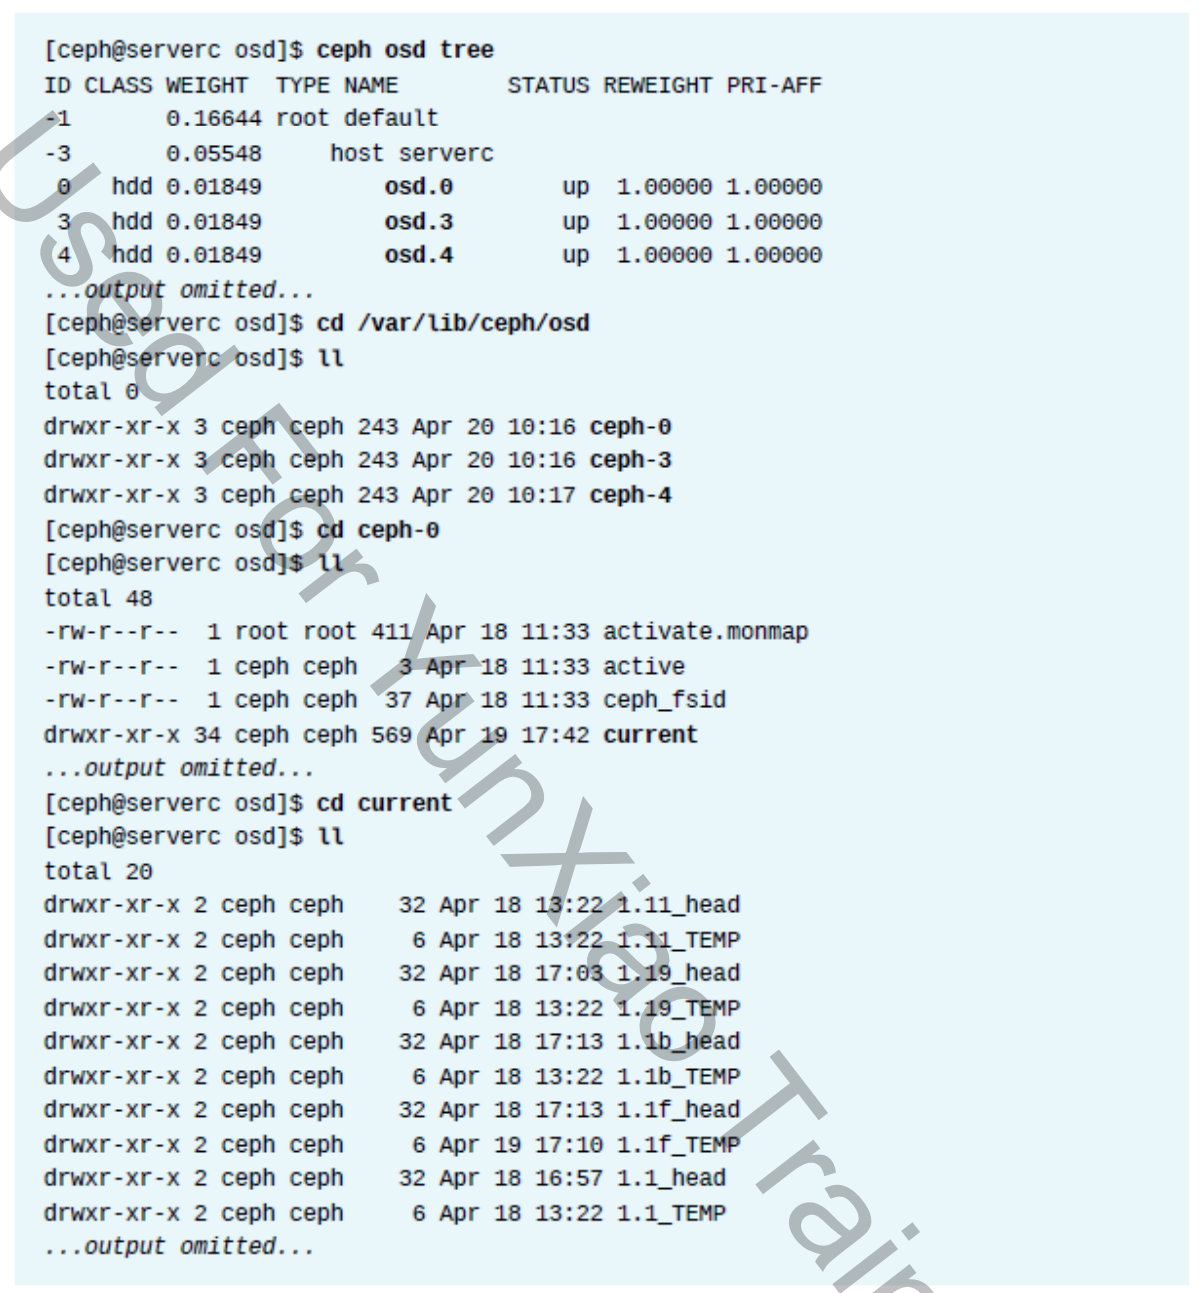 [ceph@serverc osd]$ ceph osd tree
ID CLASS WEIGHT  TYPE NAME        STATUS REWEIGHT PRI-AFF
-1       0.16644 root default
-3       0.05548     host serverc
 0   hdd 0.01849         osd.0        up  1.00000 1.00000
 3   hdd 0.01849         osd.3        up  1.00000 1.00000
 4   hdd 0.01849         osd.4        up  1.00000 1.00000
...output omitted...
[ceph@serverc osd]$ cd /var/lib/ceph/osd
[ceph@serverc osd]$ ll
total 0
drwxr-xr-x 3 ceph ceph 243 Apr 20 10:16 ceph-0
drwxr-xr-x 3 ceph ceph 243 Apr 20 10:16 ceph-3
drwxr-xr-x 3 ceph ceph 243 Apr 20 10:17 ceph-4
[ceph@serverc osd]$ cd ceph-0
[ceph@serverc osd]$ ll
total 48
-rw-r--r--  1 root root 411 Apr 18 11:33 activate.monmap
-rw-r--r--  1 ceph ceph   3 Apr 18 11:33 active
-rw-r--r--  1 ceph ceph  37 Apr 18 11:33 ceph_fsid
drwxr-xr-x 34 ceph ceph 569 Apr 19 17:42 current
...output omitted...
[ceph@serverc osd]$ cd current
[ceph@serverc osd]$ ll
total 20
drwxr-xr-x 2 ceph ceph    32 Apr 18 13:22 1.11_head
drwxr-xr-x 2 ceph ceph     6 Apr 18 13:22 1.11_TEMP
drwxr-xr-x 2 ceph ceph    32 Apr 18 17:03 1.19_head
drwxr-xr-x 2 ceph ceph     6 Apr 18 13:22 1.19_TEMP
drwxr-xr-x 2 ceph ceph    32 Apr 18 17:13 1.1b_head
drwxr-xr-x 2 ceph ceph     6 Apr 18 13:22 1.1b_TEMP
drwxr-xr-x 2 ceph ceph    32 Apr 18 17:13 1.1f_head
drwxr-xr-x 2 ceph ceph     6 Apr 19 17:10 1.1f_TEMP
drwxr-xr-x 2 ceph ceph    32 Apr 18 16:57 1.1_head
drwxr-xr-x 2 ceph ceph     6 Apr 18 13:22 1.1_TEMP
...output omitted...
Used For YunXiao Train